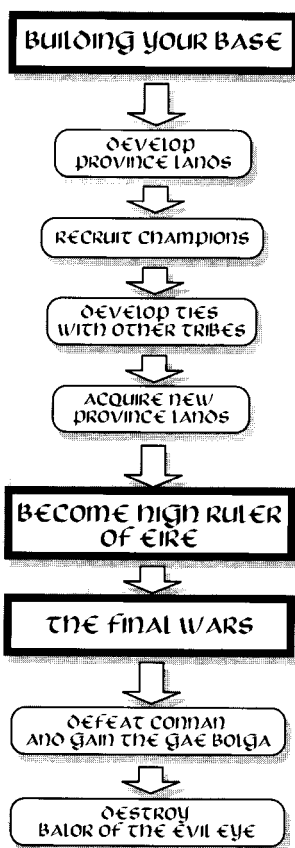 BUILDING YOUR BASE
DEVELOP
PROVINCE LANDS
RECRUIT CHAMPIONS
DEVELOP TIES
WITH OTHER TRIBES
ACQUIRE NEW
PROVINCE LANDS
BECOME HIGH RULER
OF EIRE
THE FINAL WARS
DEFEAT CONNAN
AND GAIN THE GAE BOLGA
DESTROY
BALOR OF THE EVIL EYE